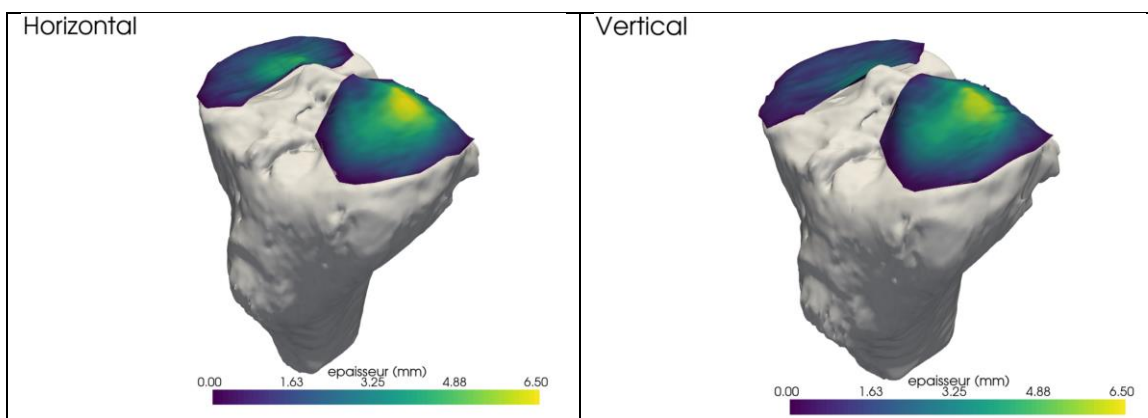 Horizontal
epaisseur (mm)
0.00 1.63 3.25 4.88 6.50
Vertical
epaisseur (mm)
0.00 1.63 3.25 4.88 6.50